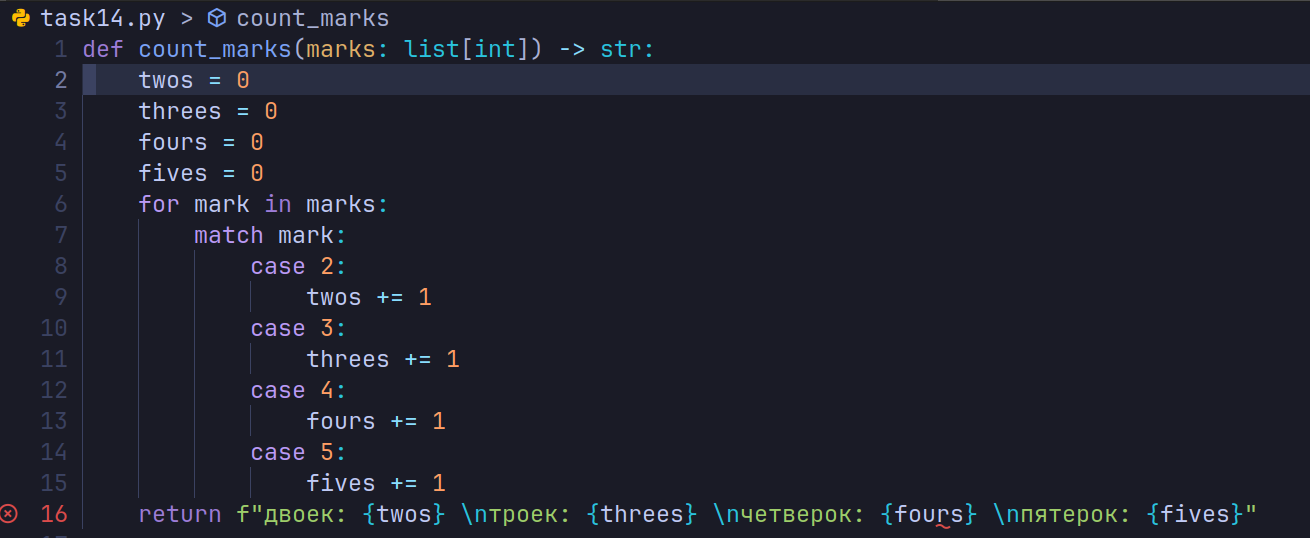 task14.py > count_marks
1 def count_marks(marks: list[int]) -> str:
2     twos = 0
3     threes = 0
4     fours = 0
5     fives = 0
6     for mark in marks:
7         match mark:
8             case 2:
9                 twos += 1
10             case 3:
11                 threes += 1
12             case 4:
13                 fours += 1
14             case 5:
15                 fives += 1
16     return f"двоек: {twos} \nтроек: {threes} \nчетверок: {fours} \nпятерок: {fives}"